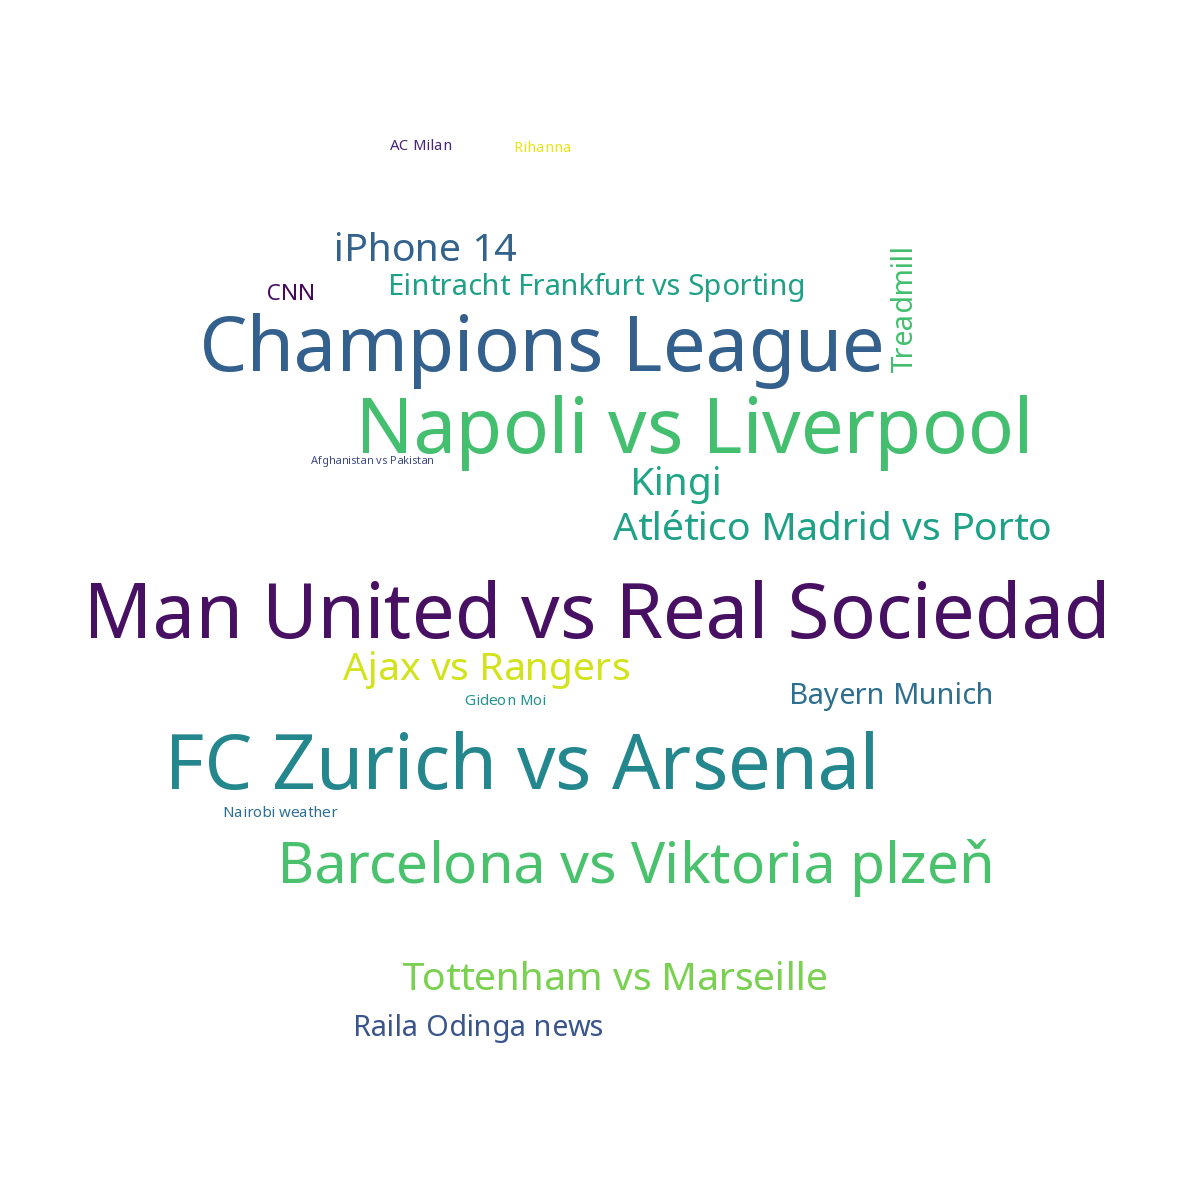 AC Milan
Rihanna
iPhone 14
Treadmill
Eintracht Frankfurt vs Sporting
CNN
Champions League
Napoli vs Liverpool
Afghanistan vs Pakistan
Kingi
Atlético Madrid vs Porto
Man United vs Real Sociedad
Ajax vs Rangers
Bayern Munich
Gideon Moi
FC Zurich vs Arsenal
Nairobi weather
Barcelona vs Viktoria plzeň
Tottenham vs Marseille
Raila Odinga news